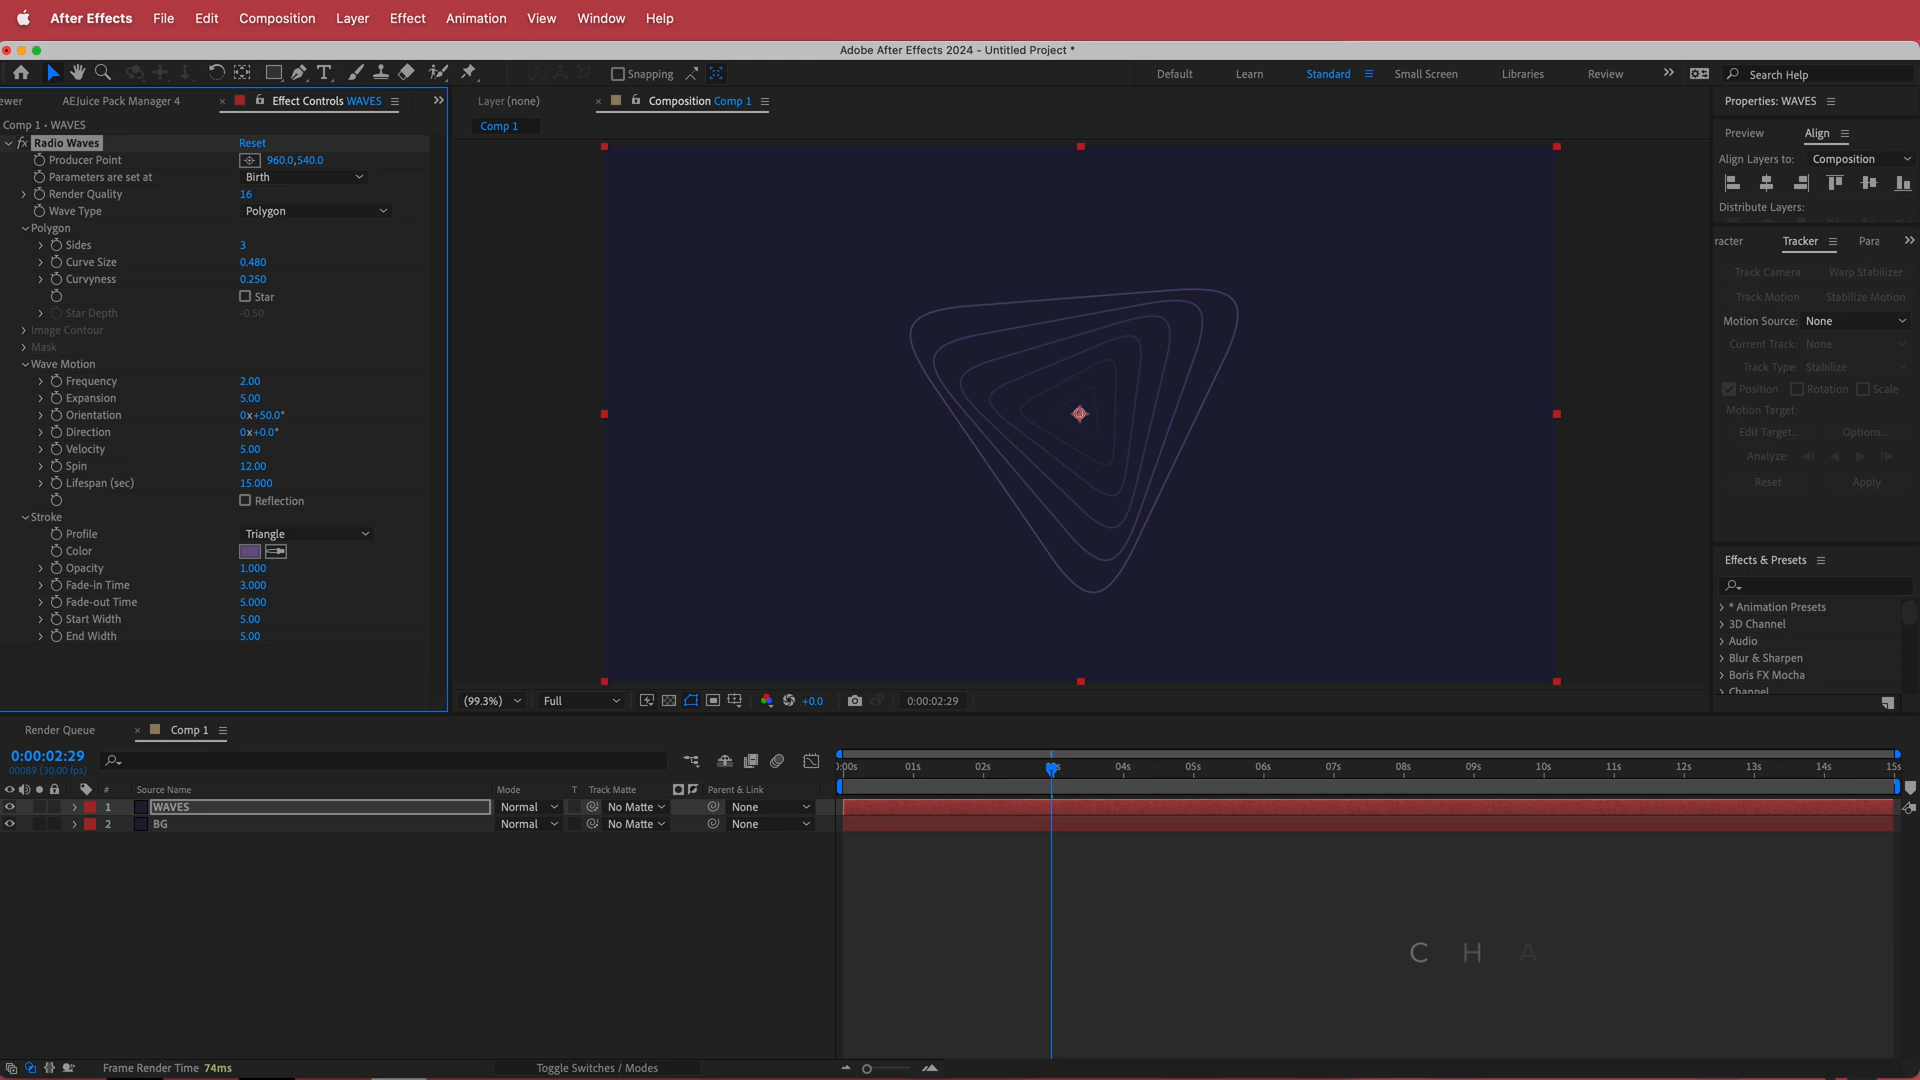 After Effects File Edit Composition Layer Effect Animation View Window Help
Adobe After Effects 2024 - Untitled Project *
Snapping
Default Learn Standard Small Screen Libraries Review Search Help
ewer AEJuice Pack Manager 4 × Effect Controls WAVES
Layer (none) × Composition Comp 1
Properties: WAVES
Comp 1 • WAVES
Comp 1
fx Radio Waves Reset
Producer Point 960.0,540.0
Parameters are set at Birth
Render Quality 16
Wave Type Polygon
Polygon
Sides 3
Curve Size 0.480
Curvyness 0.250
Star
Star Depth -0.50
Image Contour
Mask
Wave Motion
Frequency 2.00
Expansion 5.00
Orientation 0x+50.0°
Direction 0x+0.0°
Velocity 5.00
Spin 12.00
Lifespan (sec) 15.000
Reflection
Stroke
Profile Triangle
Color
Opacity 1.000
Fade-in Time 3.000
Fade-out Time 5.000
Start Width 5.00
End Width 5.00
Preview Align
Align Layers to: Composition
Distribute Layers:
racter Tracker Para
Track Camera Warp Stabilizer
Track Motion Stabilize Motion
Motion Source: None
Current Track: None
Track Type: Stabilize
Position Rotation Scale
Motion Target:
Edit Target... Options...
Analyze:
Reset Apply
Effects & Presets
* Animation Presets
3D Channel
Audio
Blur & Sharpen
Boris FX Mocha
Channel
(99.3%) Full +0.0 0:00:02:29
Render Queue × Comp 1
0:00:02:29
00089 (30.00 fps)
:00s 01s 02s 04s 05s 06s 07s 08s 09s 10s 11s 12s 13s 14s 15s
# Source Name Mode T Track Matte Parent & Link
1 WAVES Normal No Matte None
2 BG Normal No Matte None
C H A
Frame Render Time 74ms Toggle Switches / Modes